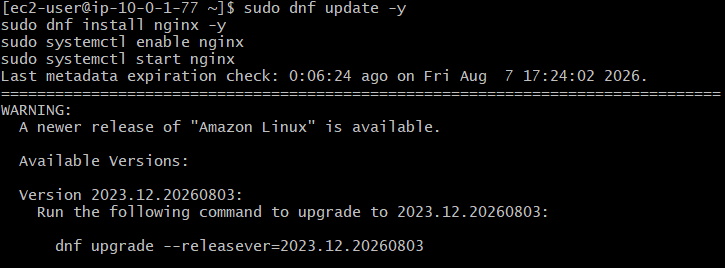 [ec2-user@ip-10-0-1-77 ~]$ sudo dnf update -y
sudo dnf install nginx -y
sudo systemctl enable nginx
sudo systemctl start nginx
Last metadata expiration check: 0:06:24 ago on Fri Aug  7 17:24:02 2026.
================================================================================
WARNING:
  A newer release of "Amazon Linux" is available.

  Available Versions:

  Version 2023.12.20260803:
    Run the following command to upgrade to 2023.12.20260803:

      dnf upgrade --releasever=2023.12.20260803